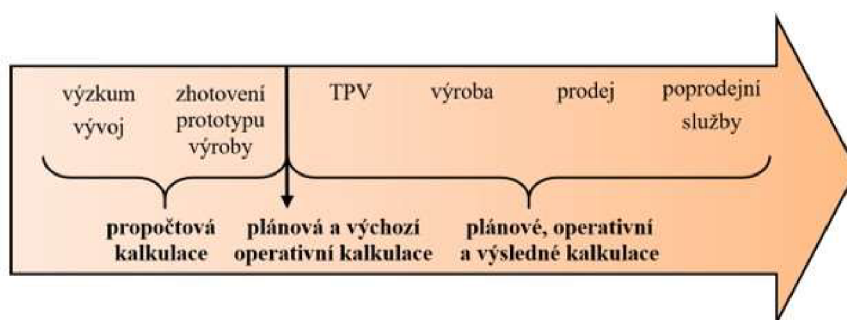 výzkum
vývoj
zhotovení
prototypu
výroby
TPV
výroba
prodej
poprodejní
služby
propočtová
kalkulace
plánová a výchozí
operativní kalkulace
plánové, operativní
a výsledné kalkulace